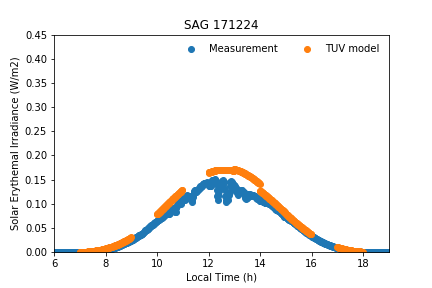 SAG 171224
Solar Erythemal Irradiance (W/m2)
0.45
0.40
0.35
0.30
0.25
0.20
0.15
0.10
0.05
0.00
Measurement
TUV model
6 8 10 12 14 16 18
Local Time (h)